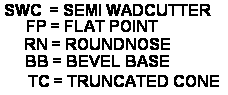 SWC = SEMI WADCUTTER
FP = FLAT POINT
RN = ROUNDNOSE
BB = BEVEL BASE
TC = TRUNCATED CONE